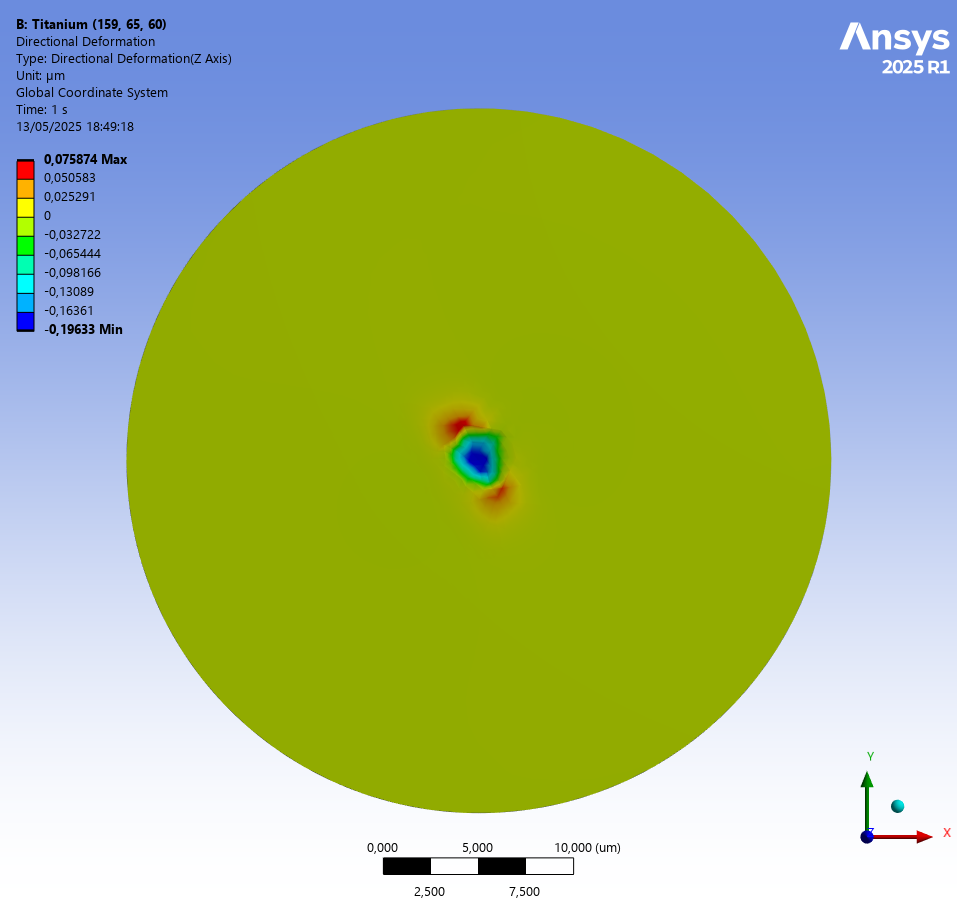 B: Titanium (159, 65, 60)
Directional Deformation
Type: Directional Deformation(Z Axis)
Unit: µm
Global Coordinate System
Time: 1 s
13/05/2025 18:49:18
Ansys
2025 R1
0,075874 Max
0,050583
0,025291
0
-0,032722
-0,065444
-0,098166
-0,13089
-0,16361
-0,19633 Min
Y
X
Z
0,000 5,000 10,000 (um)
2,500 7,500